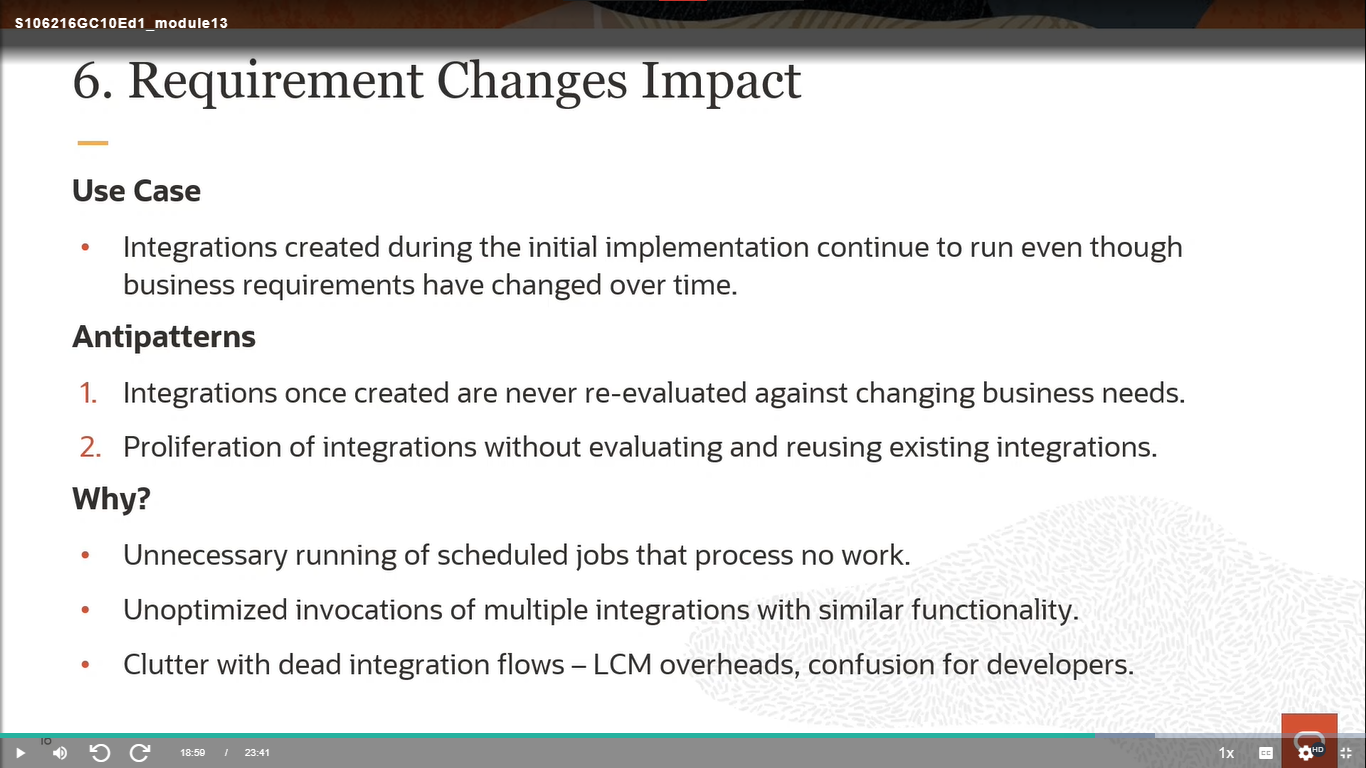 S106216GC10Ed1_module13
6. Requirement Changes Impact
Use Case
• Integrations created during the initial implementation continue to run even though
business requirements have changed over time.
Antipatterns
1. Integrations once created are never re-evaluated against changing business needs.
2. Proliferation of integrations without evaluating and reusing existing integrations.
Why?
• Unnecessary running of scheduled jobs that process no work.
• Unoptimized invocations of multiple integrations with similar functionality.
• Clutter with dead integration flows – LCM overheads, confusion for developers.
18:59 / 23:41
1x
CC
HD